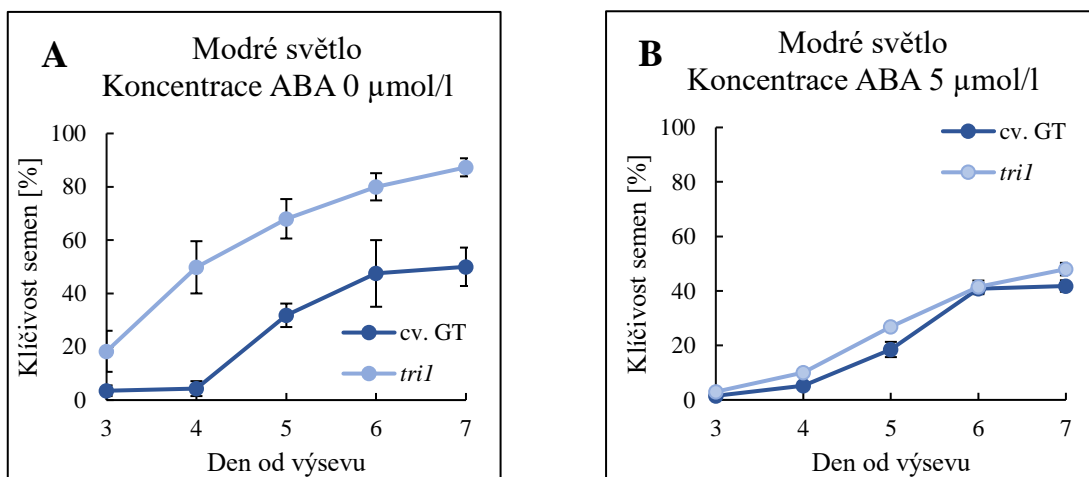 A
Modré světlo
Koncentrace ABA 0 µmol/l
Klíčivost semen [%]
100
80
60
40
20
0
cv. GT
tri1
3 4 5 6 7
Den od výsevu
B
Modré světlo
Koncentrace ABA 5 µmol/l
cv. GT
tri1
Klíčivost semen [%]
100
80
60
40
20
0
3 4 5 6 7
Den od výsevu